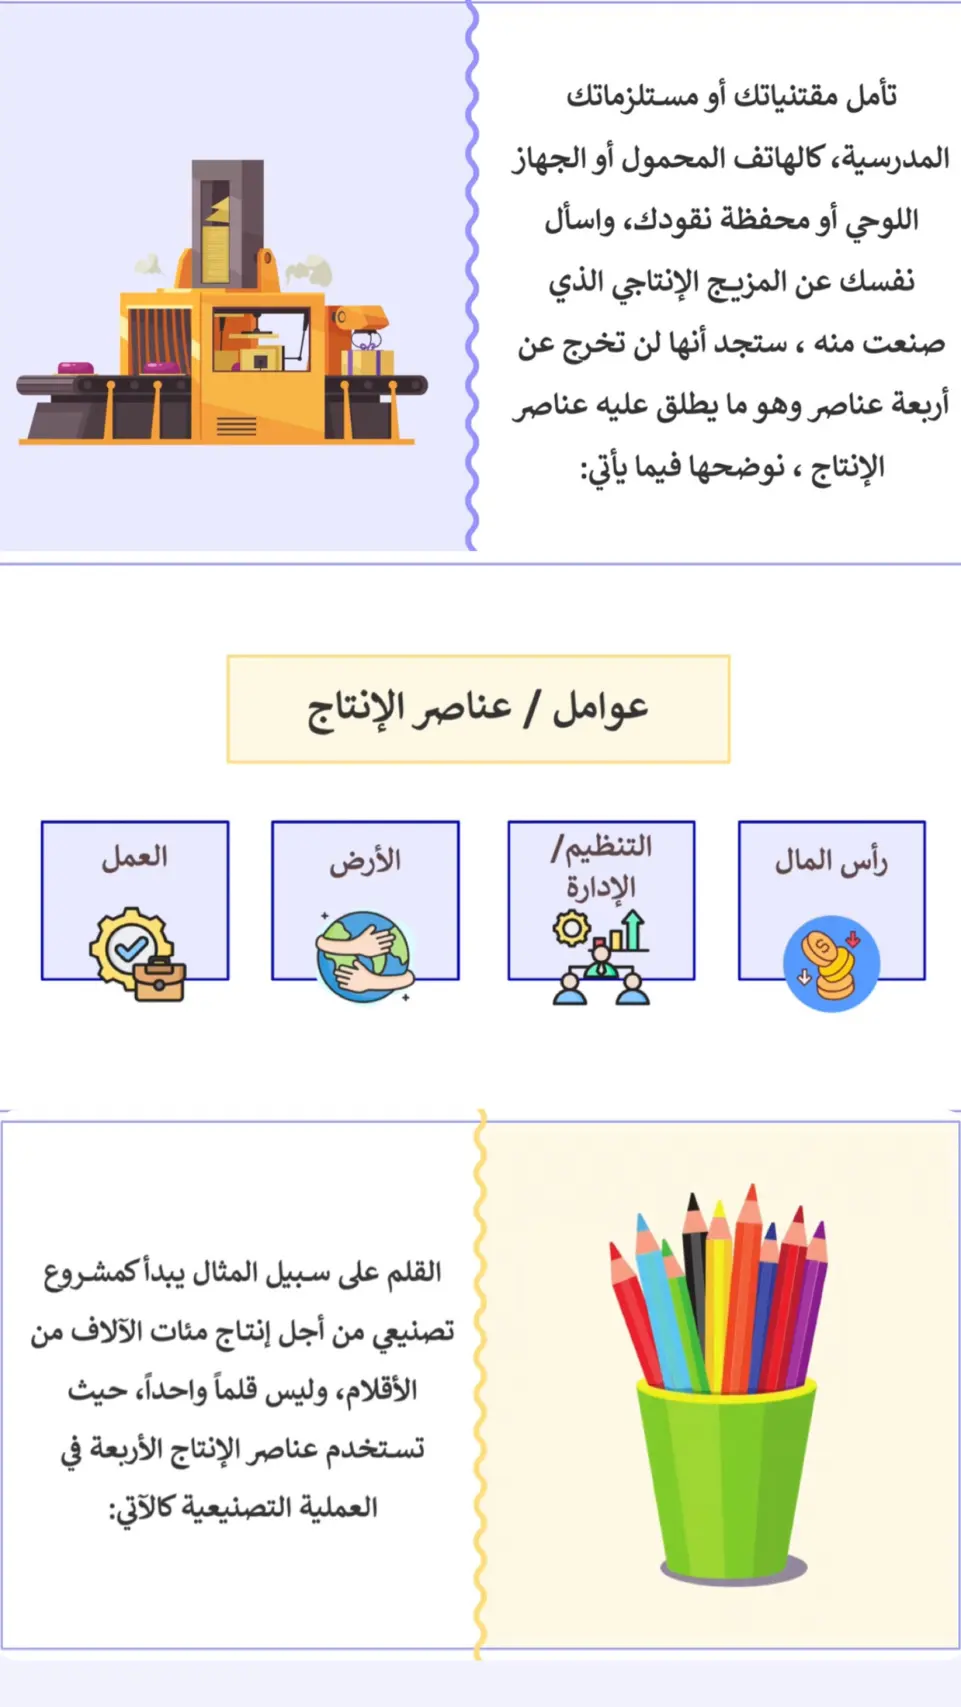 تأمل مقتنياتك أو مستلزماتك
المدرسية، كالهاتف المحمول أو الجهاز
اللوحي أو محفظة نقودك، واسأل
نفسك عن المزيج الإنتاجي الذي
صنعت منه ، ستجد أنها لن تخرج عن
أربعة عناصر وهو ما يطلق عليه عناصر
الإنتاج ، نوضحها فيما يأتي:
عوامل / عناصر الإنتاج
رأس المال
التنظيم/
الإدارة
الأرض
العمل
القلم على سبيل المثال يبدأ كمشروع
تصنيعي من أجل إنتاج مئات الآلاف من
الأقلام، وليس قلماً واحداً، حيث
تستخدم عناصر الإنتاج الأربعة في
العملية التصنيعية كالآتي: